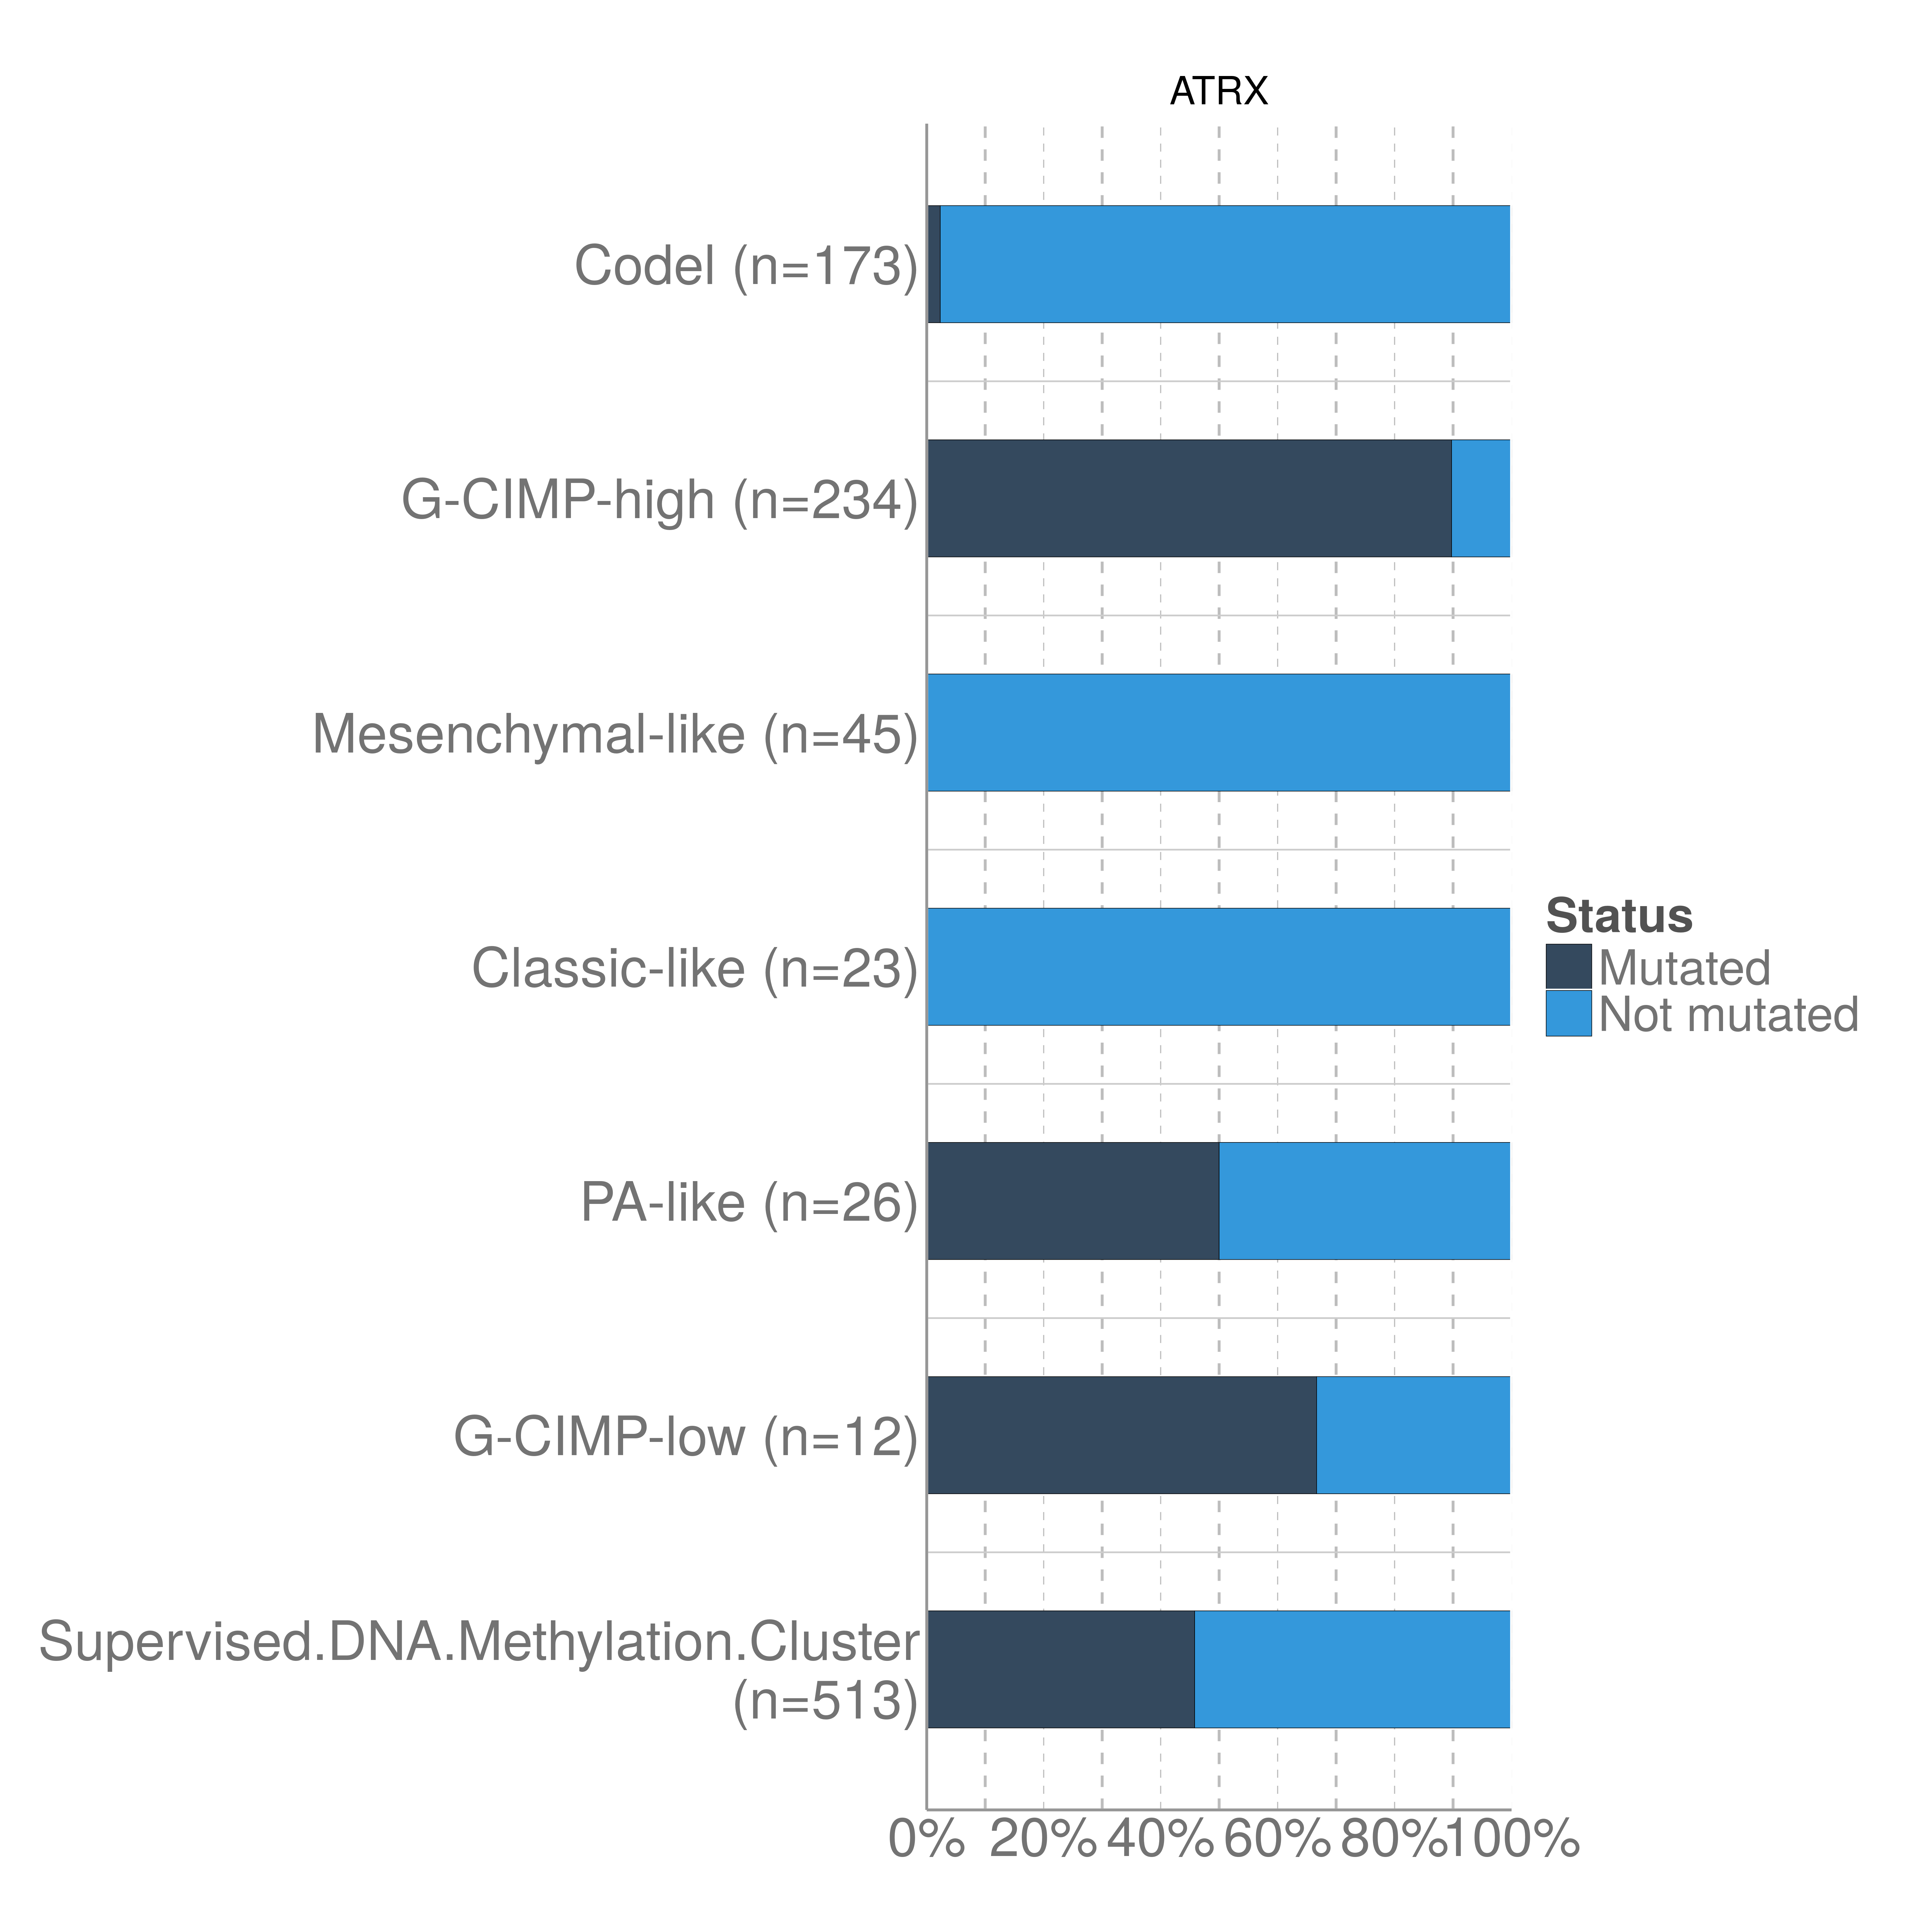 ATRX
Codel (n=173)
G-CIMP-high (n=234)
Mesenchymal-like (n=45)
Classic-like (n=23)
PA-like (n=26)
G-CIMP-low (n=12)
Supervised.DNA.Methylation.Cluster
(n=513)
0% 20% 40% 60% 80% 100%
Status
Mutated
Not mutated